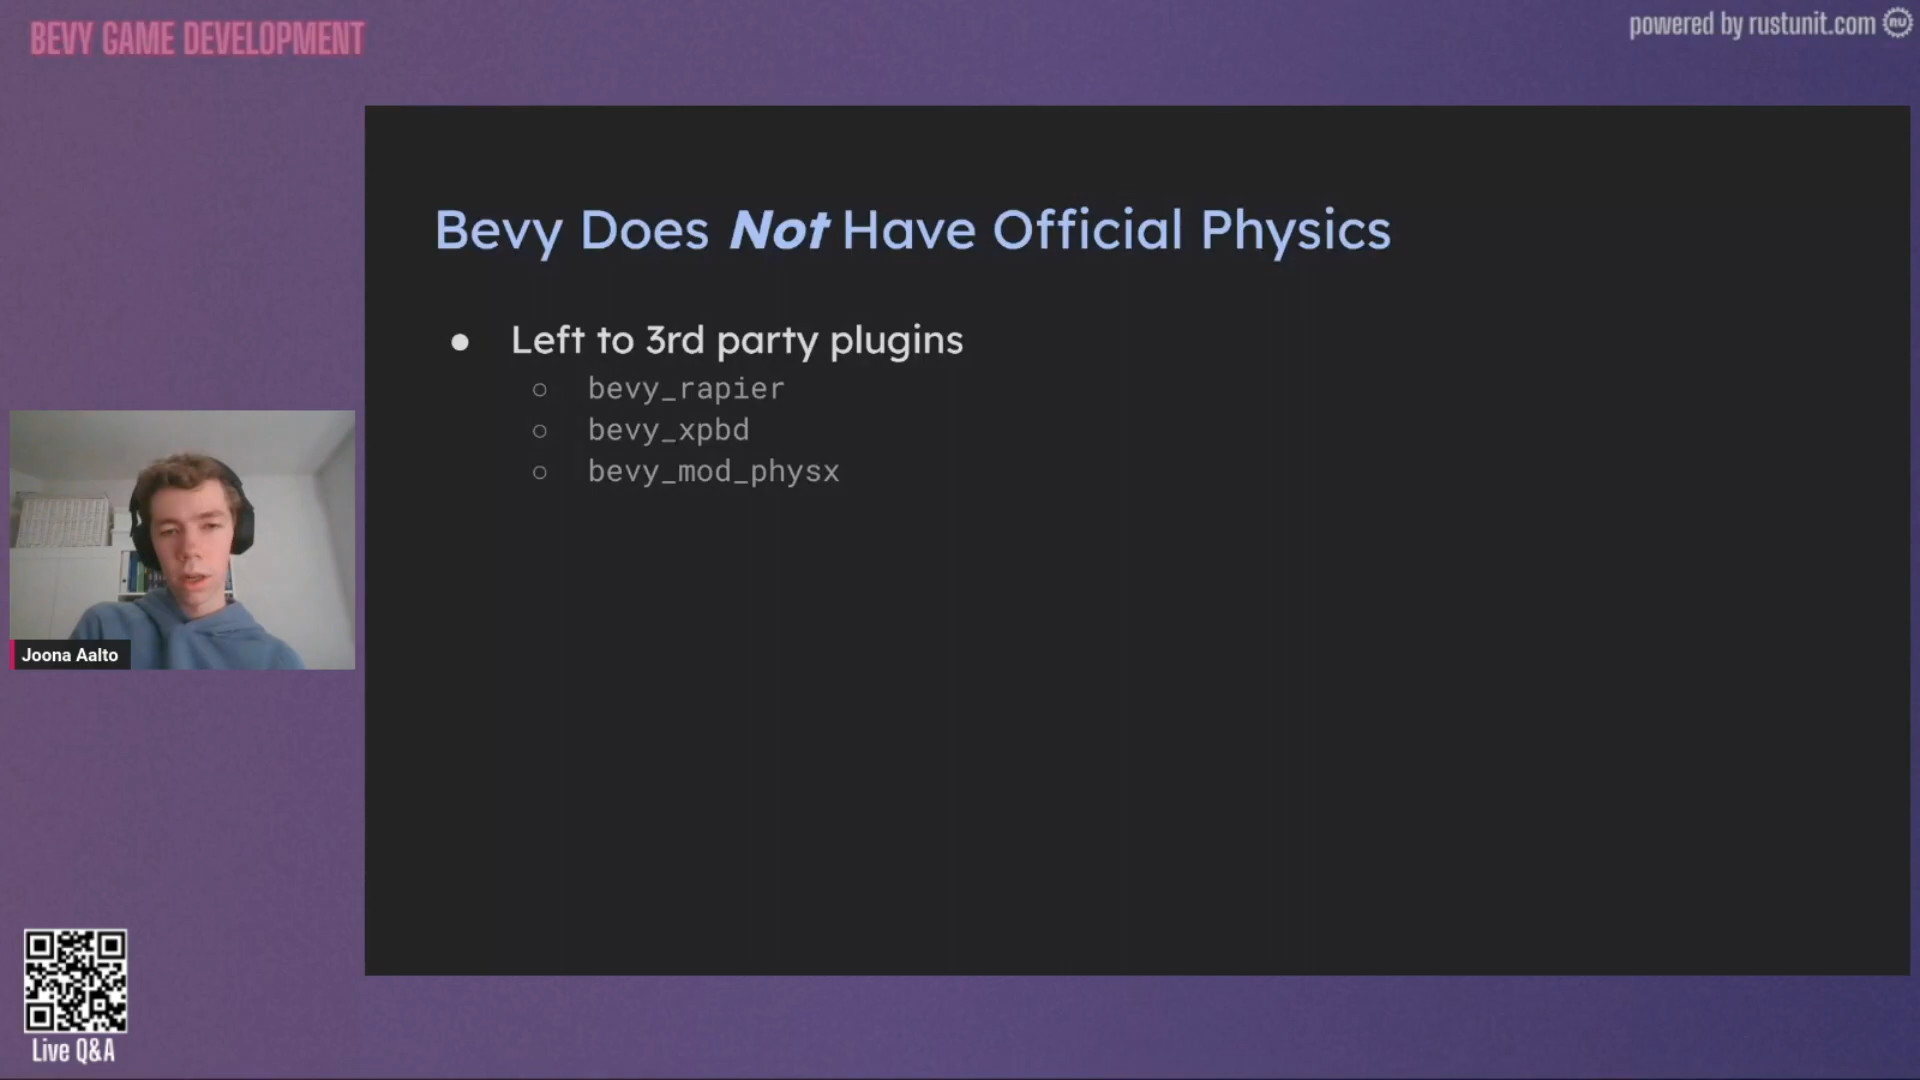 BEVY GAME DEVELOPMENT
powered by rustunit.com RU
Bevy Does Not Have Official Physics
● Left to 3rd party plugins
○ bevy_rapier
○ bevy_xpbd
○ bevy_mod_physx
Joona Aalto
Live Q&A